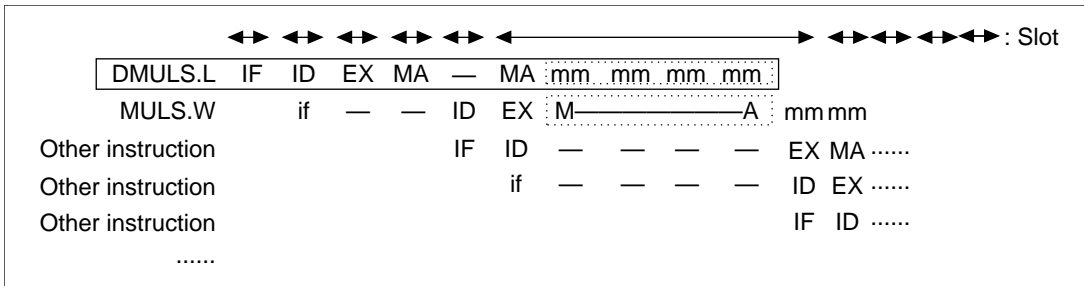 : Slot
DMULS.L IF ID EX MA — MA mm mm mm mm
MULS.W if — — ID EX M————————A mm mm
Other instruction IF ID — — — — EX MA ······
Other instruction if — — — — ID EX ······
Other instruction IF ID ······
······